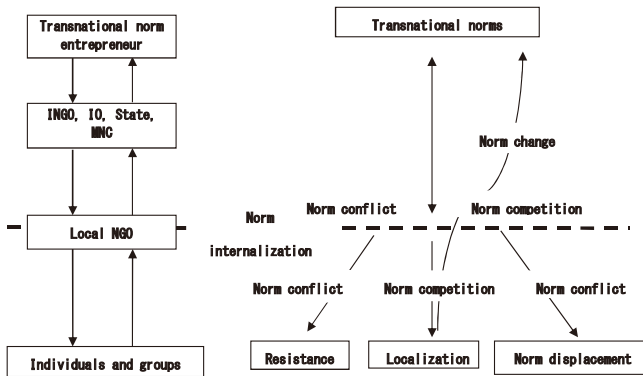 Transnational norm
entrepreneur
INGO, IO, State,
MNC
Local NGO
Individuals and groups
Transnational norms
Norm change
Norm conflict
Norm competition
Norm
internalization
Norm conflict
Norm competition
Norm conflict
Resistance
Localization
Norm displacement